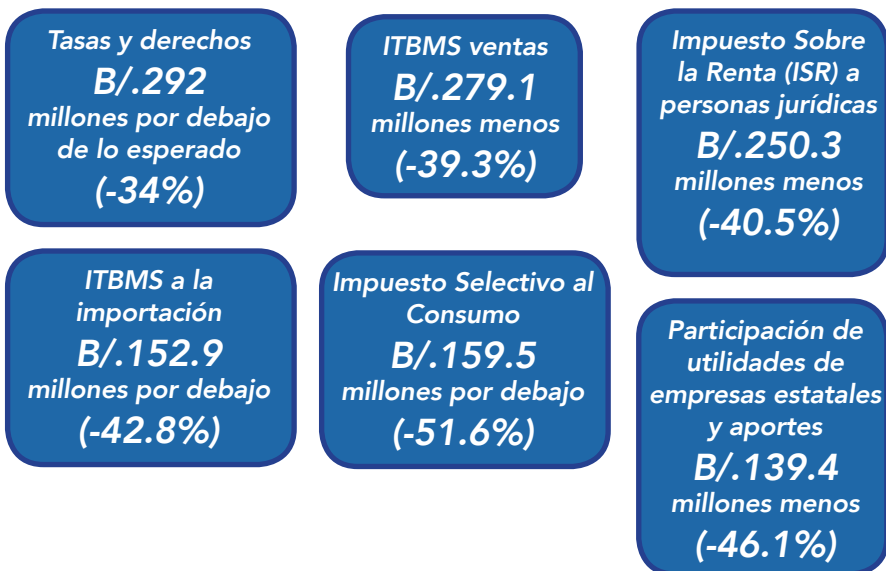 Tasas y derechos
B/.292
millones por debajo
de lo esperado
(-34%)
ITBMS ventas
B/.279.1
millones menos
(-39.3%)
Impuesto Sobre
la Renta (ISR) a
personas jurídicas
B/.250.3
millones menos
(-40.5%)
ITBMS a la
importación
B/.152.9
millones por debajo
(-42.8%)
Impuesto Selectivo al
Consumo
B/.159.5
millones por debajo
(-51.6%)
Participación de
utilidades de
empresas estatales
y aportes
B/.139.4
millones menos
(-46.1%)